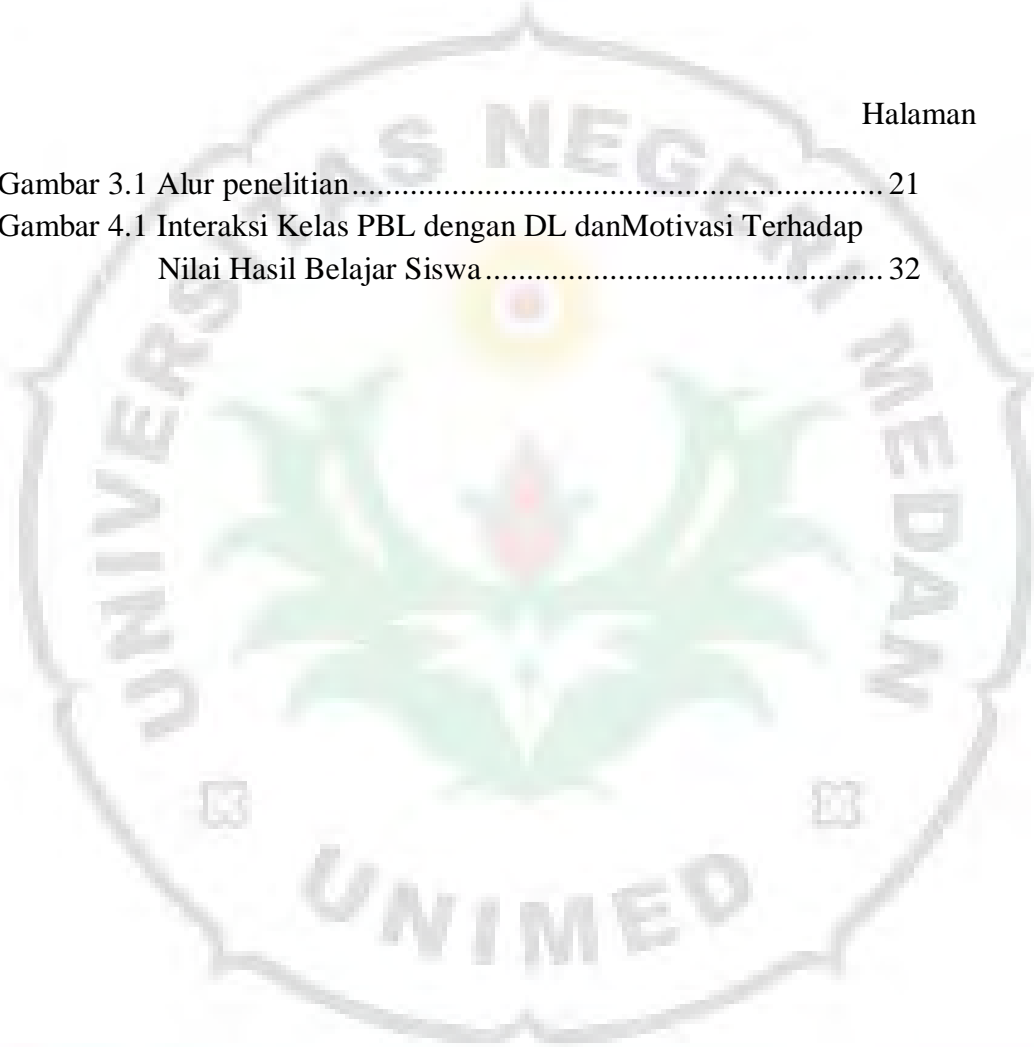 Halaman
Gambar 3.1 Alur penelitian................................................................ 21
Gambar 4.1 Interaksi Kelas PBL dengan DL danMotivasi Terhadap
Nilai Hasil Belajar Siswa................................................ 32
UNIVERSITAS NEGERI MEDAN
UNIMED